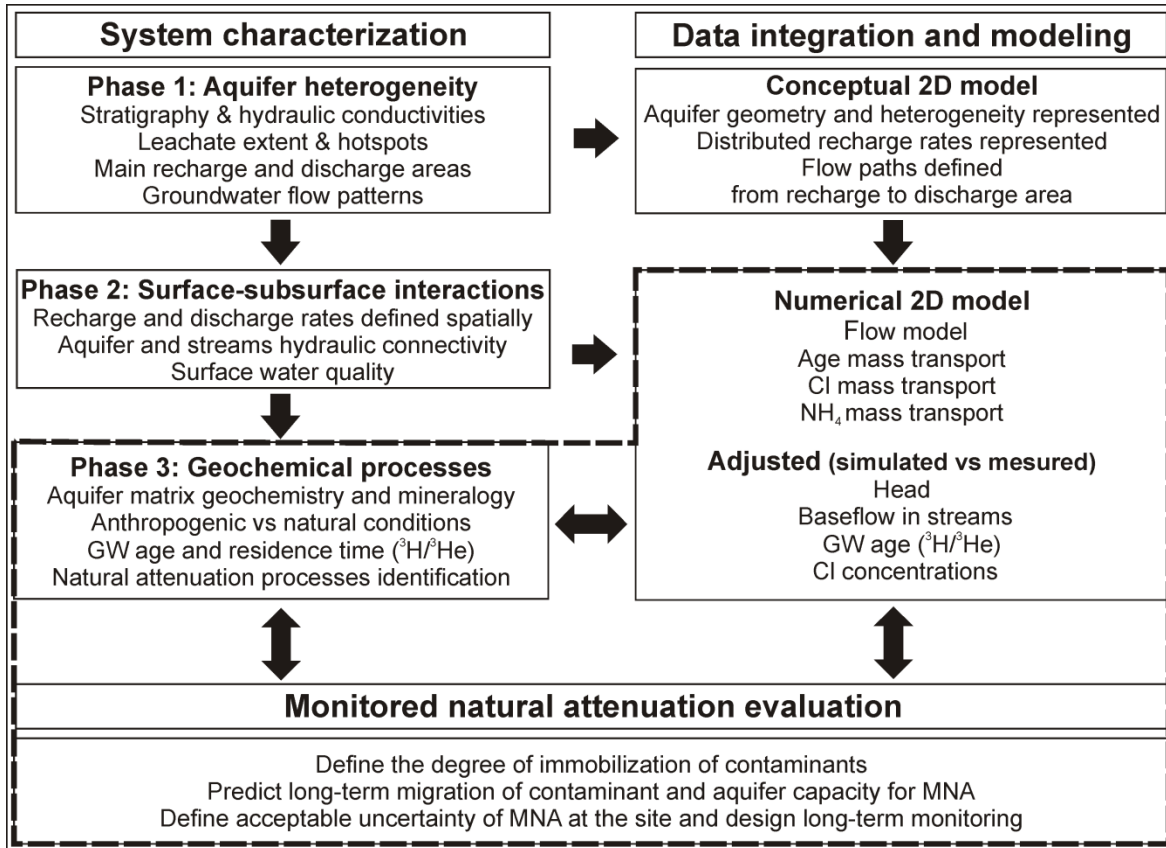 System characterization
Phase 1: Aquifer heterogeneity
Stratigraphy & hydraulic conductivities
Leachate extent & hotspots
Main recharge and discharge areas
Groundwater flow patterns
Phase 2: Surface-subsurface interactions
Recharge and discharge rates defined spatially
Aquifer and streams hydraulic connectivity
Surface water quality
Phase 3: Geochemical processes
Aquifer matrix geochemistry and mineralogy
Anthropogenic vs natural conditions
GW age and residence time (³H/³He)
Natural attenuation processes identification
Data integration and modeling
Conceptual 2D model
Aquifer geometry and heterogeneity represented
Distributed recharge rates represented
Flow paths defined
from recharge to discharge area
Numerical 2D model
Flow model
Age mass transport
Cl mass transport
NH₄ mass transport
Adjusted (simulated vs mesured)
Head
Baseflow in streams
GW age (³H/³He)
Cl concentrations
Monitored natural attenuation evaluation
Define the degree of immobilization of contaminants
Predict long-term migration of contaminant and aquifer capacity for MNA
Define acceptable uncertainty of MNA at the site and design long-term monitoring